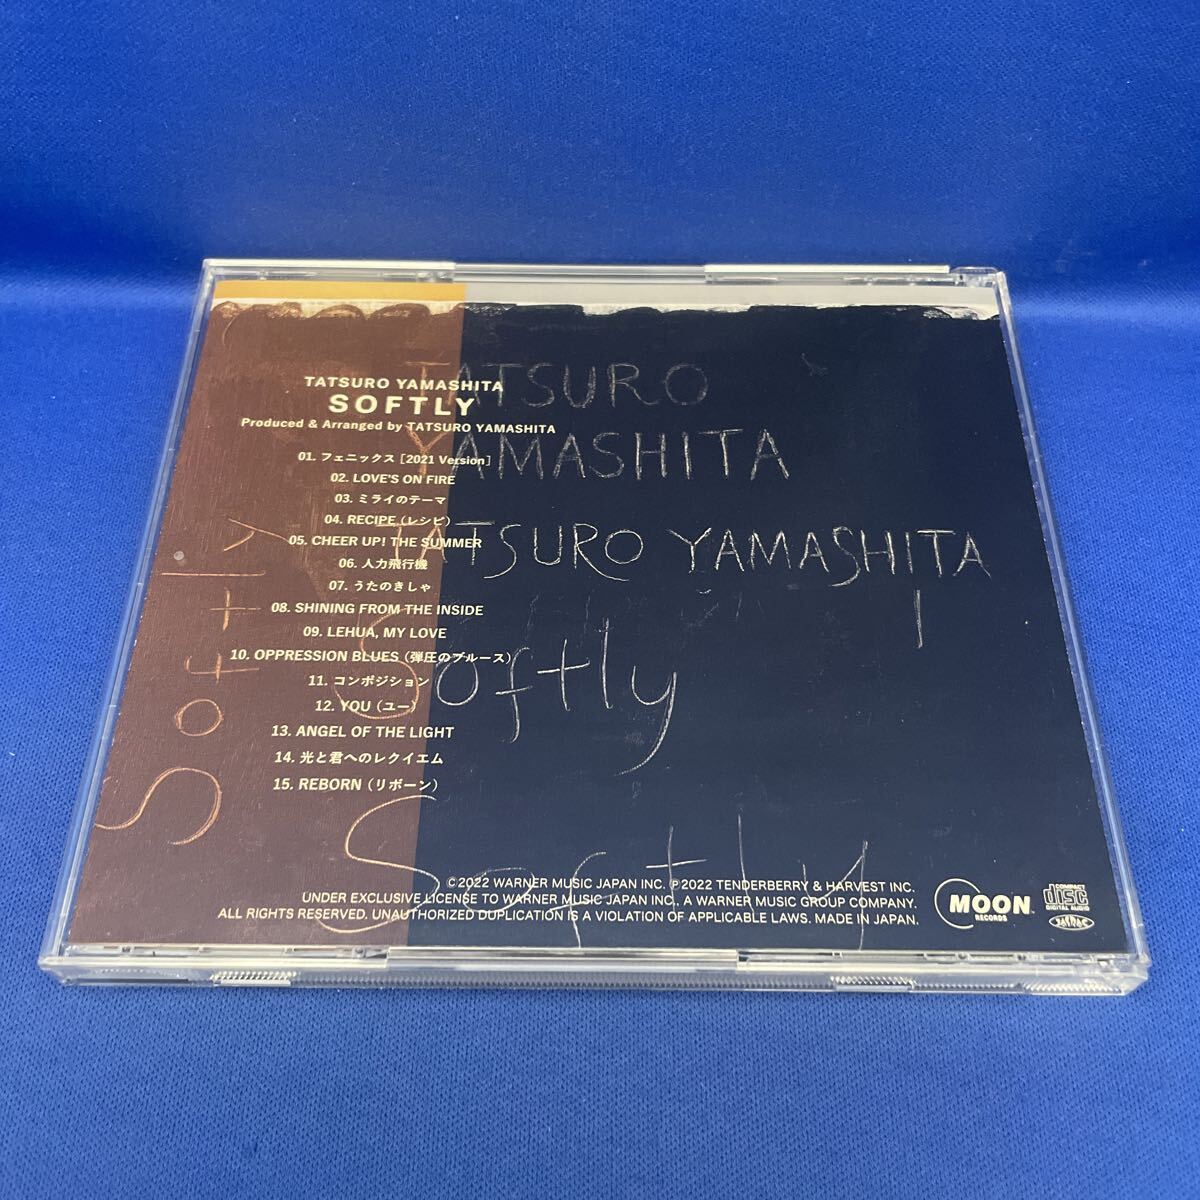 TATSURO YAMASHITA
SOFTLY
Produced & Arranged by TATSURO YAMASHITA
01. フェニックス [2021 Version]
02. LOVE'S ON FIRE
03. ミライのテーマ
04. RECIPE (レシピ)
05. CHEER UP! THE SUMMER
06. 人力飛行機
07. うたのきしゃ
08. SHINING FROM THE INSIDE
09. LEHUA, MY LOVE
10. OPPRESSION BLUES (弾圧のブルース)
11. コンポジション
12. YOU (ユー)
13. ANGEL OF THE LIGHT
14. 光と君へのレクイエム
15. REBORN (リボーン)
TATSURO
YAMASHITA
TATSURO YAMASHITA
Softly
Softly
Softly
©2022 WARNER MUSIC JAPAN INC. ℗2022 TENDERBERRY & HARVEST INC.
UNDER EXCLUSIVE LICENSE TO WARNER MUSIC JAPAN INC., A WARNER MUSIC GROUP COMPANY.
ALL RIGHTS RESERVED. UNAUTHORIZED DUPLICATION IS A VIOLATION OF APPLICABLE LAWS. MADE IN JAPAN.
MOON™
RECORDS
COMPACT
disc
DIGITAL AUDIO
JASRAC